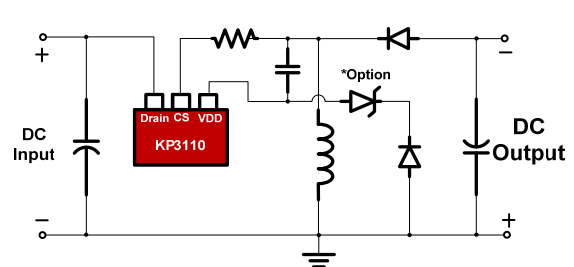 +
−
*Option
Drain CS VDD
KP3110
DC
Input
DC
Output
−
+